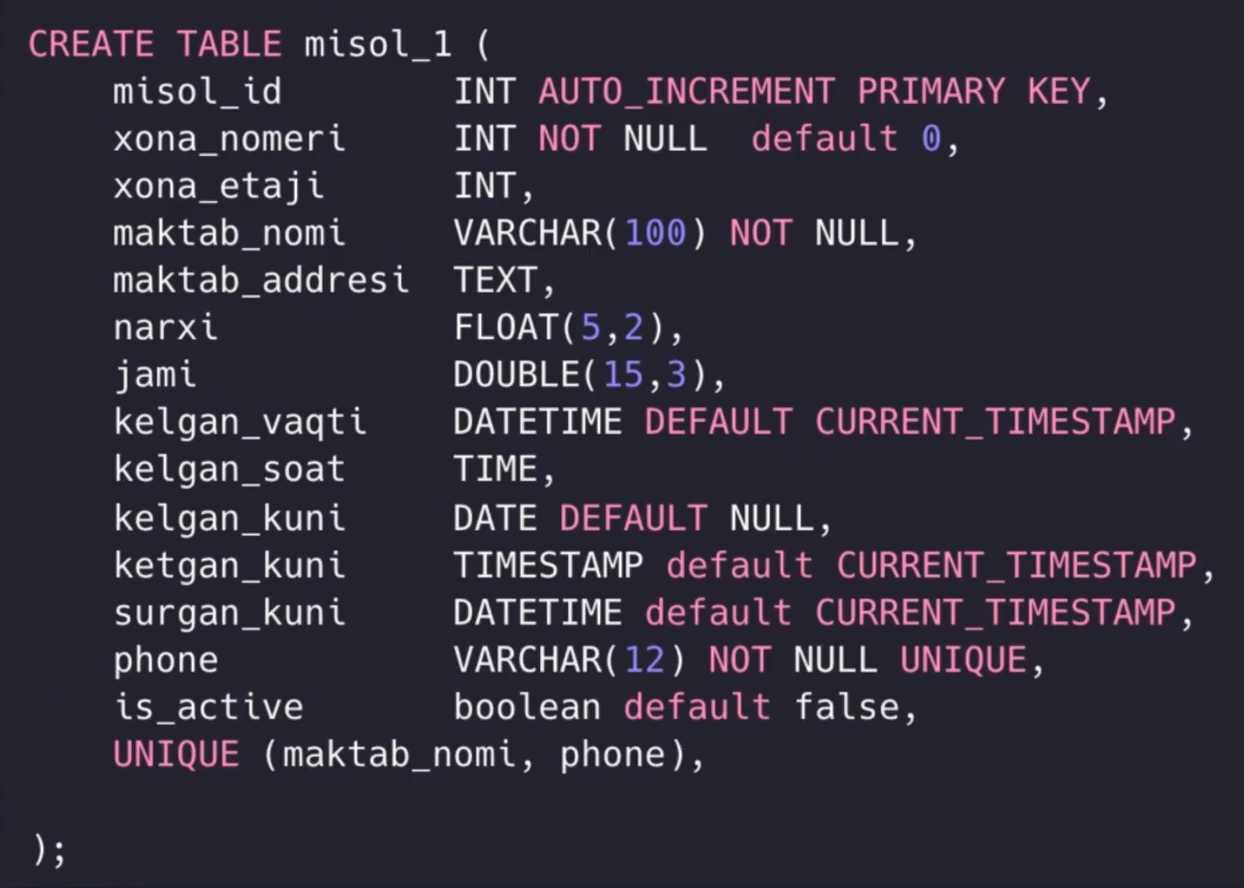 CREATE TABLE misol_1 (
misol_id INT AUTO_INCREMENT PRIMARY KEY,
xona_nomeri INT NOT NULL default 0,
xona_etaji INT,
maktab_nomi VARCHAR(100) NOT NULL,
maktab_addresi TEXT,
narxi FLOAT(5,2),
jami DOUBLE(15,3),
kelgan_vaqti DATETIME DEFAULT CURRENT_TIMESTAMP,
kelgan_soat TIME,
kelgan_kuni DATE DEFAULT NULL,
ketgan_kuni TIMESTAMP default CURRENT_TIMESTAMP,
surgan_kuni DATETIME default CURRENT_TIMESTAMP,
phone VARCHAR(12) NOT NULL UNIQUE,
is_active boolean default false,
UNIQUE (maktab_nomi, phone),
);